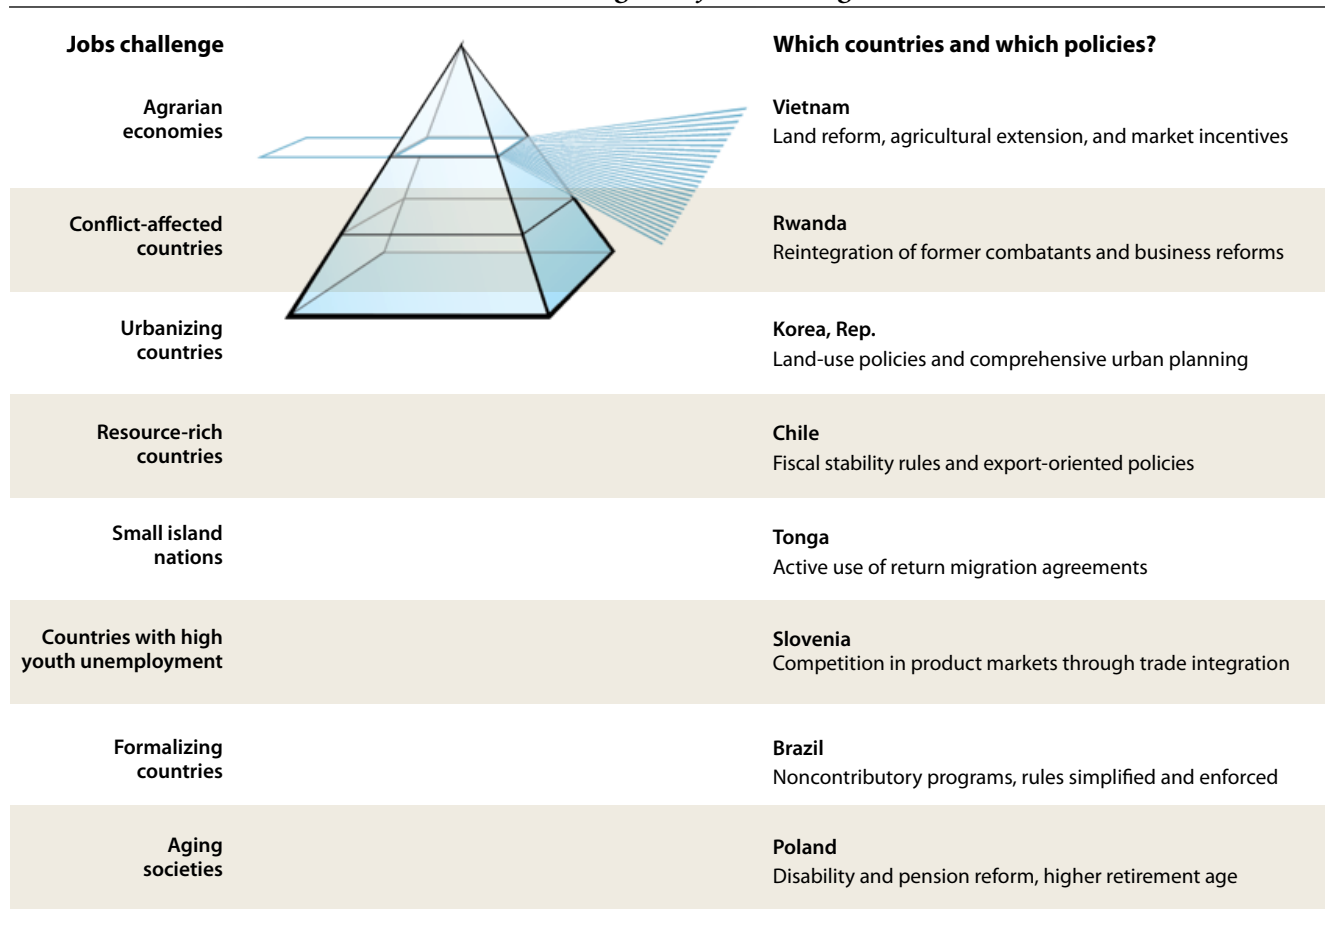 Jobs challenge
Which countries and which policies?
Agrarian
economies
Vietnam
Land reform, agricultural extension, and market incentives
Conflict-affected
countries
Rwanda
Reintegration of former combatants and business reforms
Urbanizing
countries
Korea, Rep.
Land-use policies and comprehensive urban planning
Resource-rich
countries
Chile
Fiscal stability rules and export-oriented policies
Small island
nations
Tonga
Active use of return migration agreements
Countries with high
youth unemployment
Slovenia
Competition in product markets through trade integration
Formalizing
countries
Brazil
Noncontributory programs, rules simplified and enforced
Aging
societies
Poland
Disability and pension reform, higher retirement age